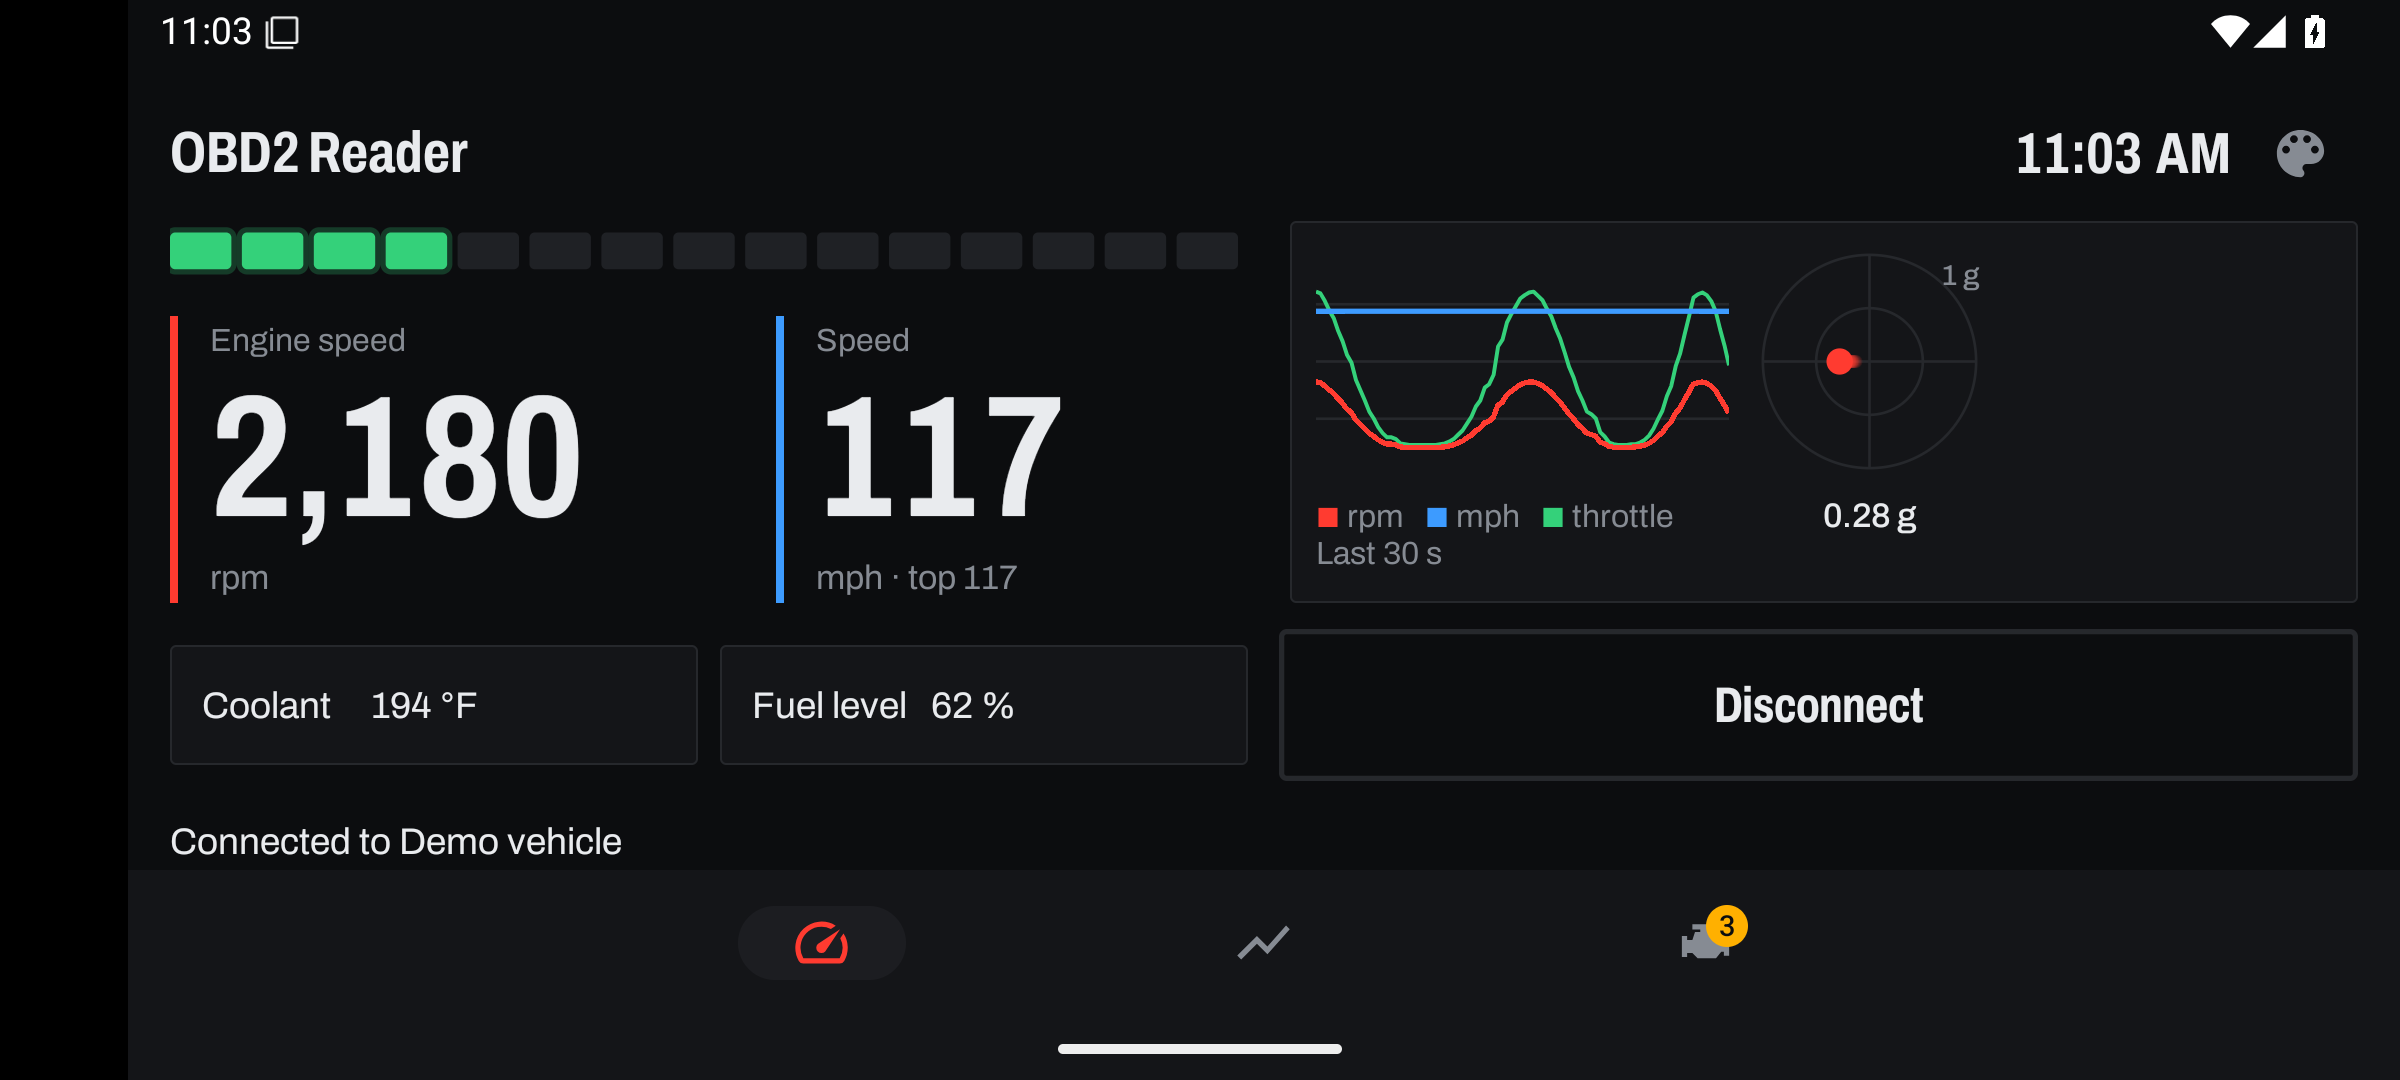 11:03
OBD2 Reader
11:03 AM
Engine speed
2,180
rpm
Speed
117
mph · top 117
1 g
rpm mph throttle
Last 30 s
0.28 g
Coolant 194 °F
Fuel level 62 %
Disconnect
Connected to Demo vehicle
3